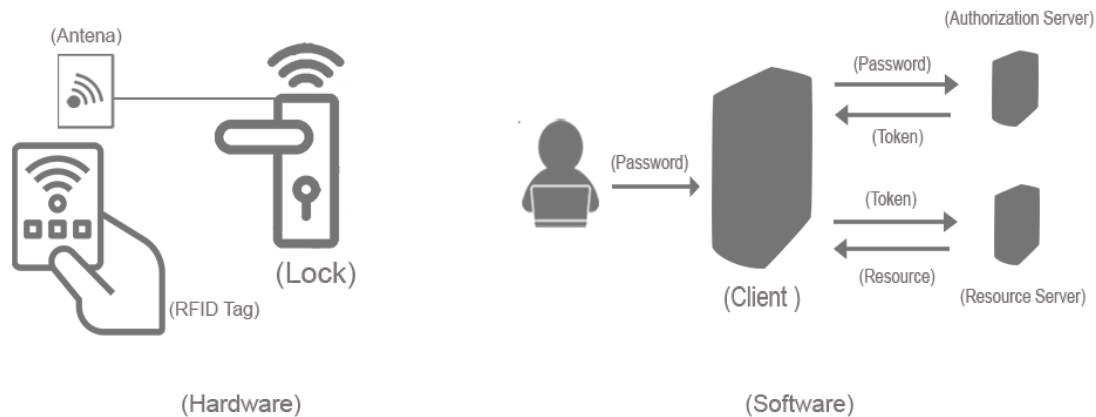 (Antena)
(Lock)
(RFID Tag)
(Hardware)
(Authorization Server)
(Password)
(Token)
(Password)
(Token)
(Resource)
(Client )
(Resource Server)
(Software)